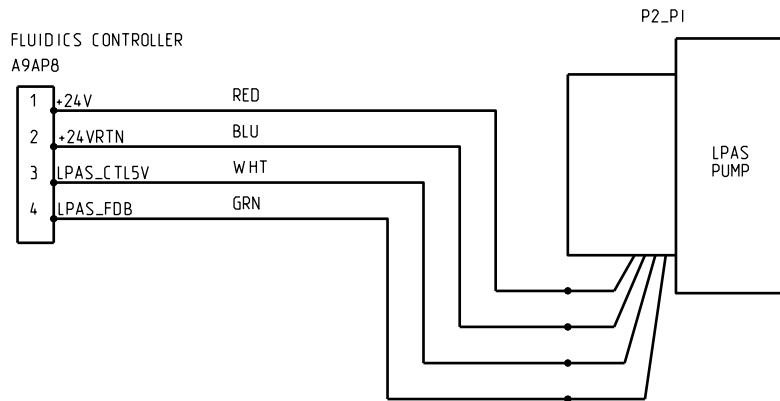 P2_P1
FLUIDICS CONTROLLER
A9AP8
1 +24V RED
2 +24VRTN BLU
3 LPAS_CTL5V WHT
4 LPAS_FDB GRN
LPAS
PUMP